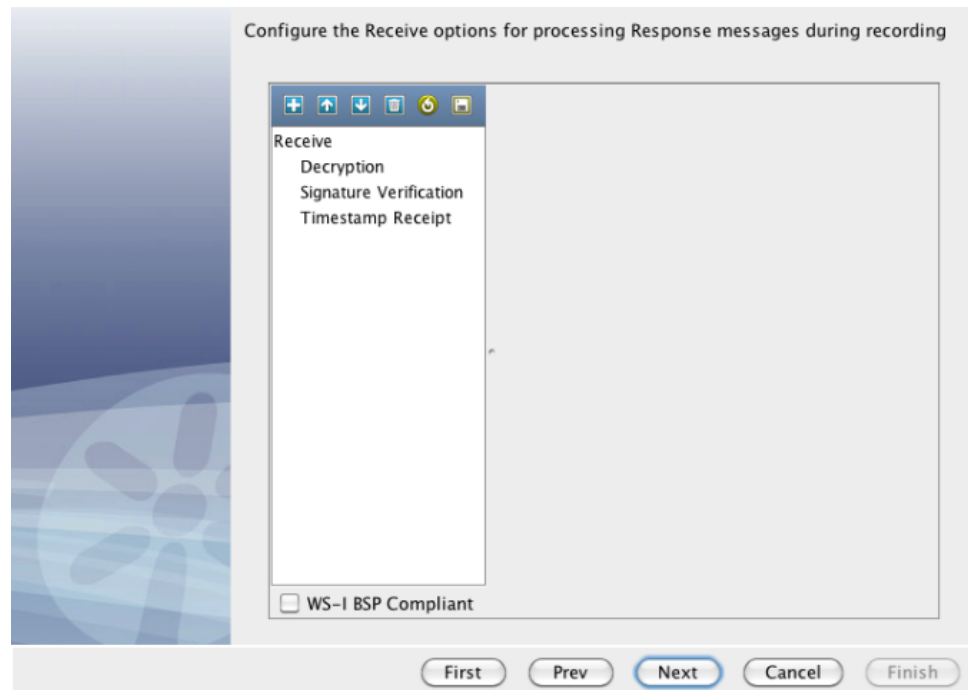 Configure the Receive options for processing Response messages during recording
Receive
Decryption
Signature Verification
Timestamp Receipt
WS-I BSP Compliant
First
Prev
Next
Cancel
Finish